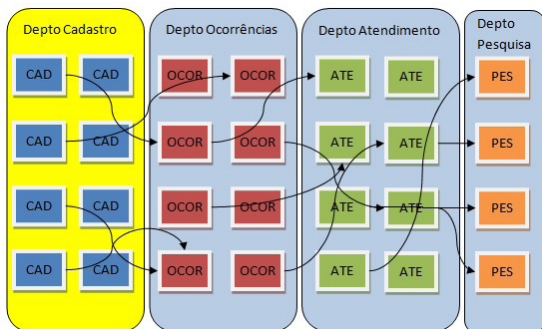 Depto Cadastro
Depto Ocorrências
Depto Atendimento
Depto
Pesquisa
CAD CAD OCOR OCOR ATE ATE PES
CAD CAD OCOR OCOR ATE ATE PES
CAD CAD OCOR OCOR ATE ATE PES
CAD CAD OCOR OCOR ATE ATE PES